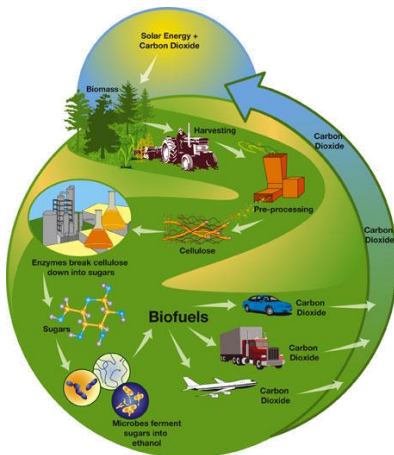 Solar Energy +
Carbon Dioxide
Biomass
Harvesting
Carbon
Dioxide
Pre-processing
Cellulose
Carbon
Dioxide
Enzymes break cellulose
down into sugars
Sugars
Biofuels
Carbon
Dioxide
Carbon
Dioxide
Carbon
Dioxide
Microbes ferment
sugars into
ethanol